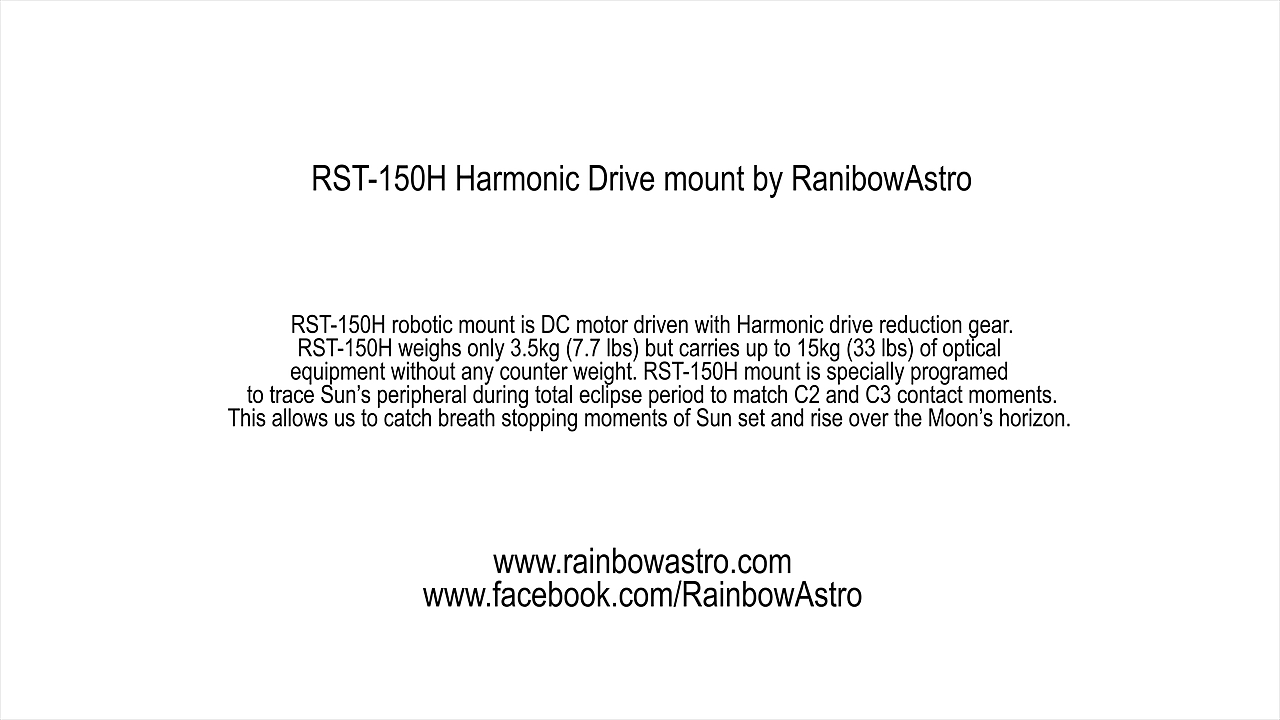 RST-150H Harmonic Drive mount by RanibowAstro
RST-150H robotic mount is DC motor driven with Harmonic drive reduction gear.
RST-150H weighs only 3.5kg (7.7 lbs) but carries up to 15kg (33 lbs) of optical
equipment without any counter weight. RST-150H mount is specially programed
to trace Sun’s peripheral during total eclipse period to match C2 and C3 contact moments.
This allows us to catch breath stopping moments of Sun set and rise over the Moon’s horizon.
www.rainbowastro.com
www.facebook.com/RainbowAstro